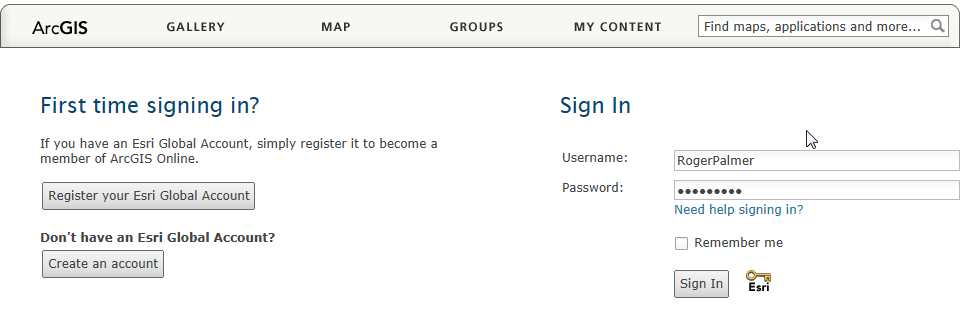 ArcGIS GALLERY MAP GROUPS MY CONTENT Find maps, applications and more...
First time signing in?
If you have an Esri Global Account, simply register it to become a
member of ArcGIS Online.
Register your Esri Global Account
Don't have an Esri Global Account?
Create an account
Sign In
Username: RogerPalmer
Password: •••••••••
Need help signing in?
Remember me
Sign In Esri